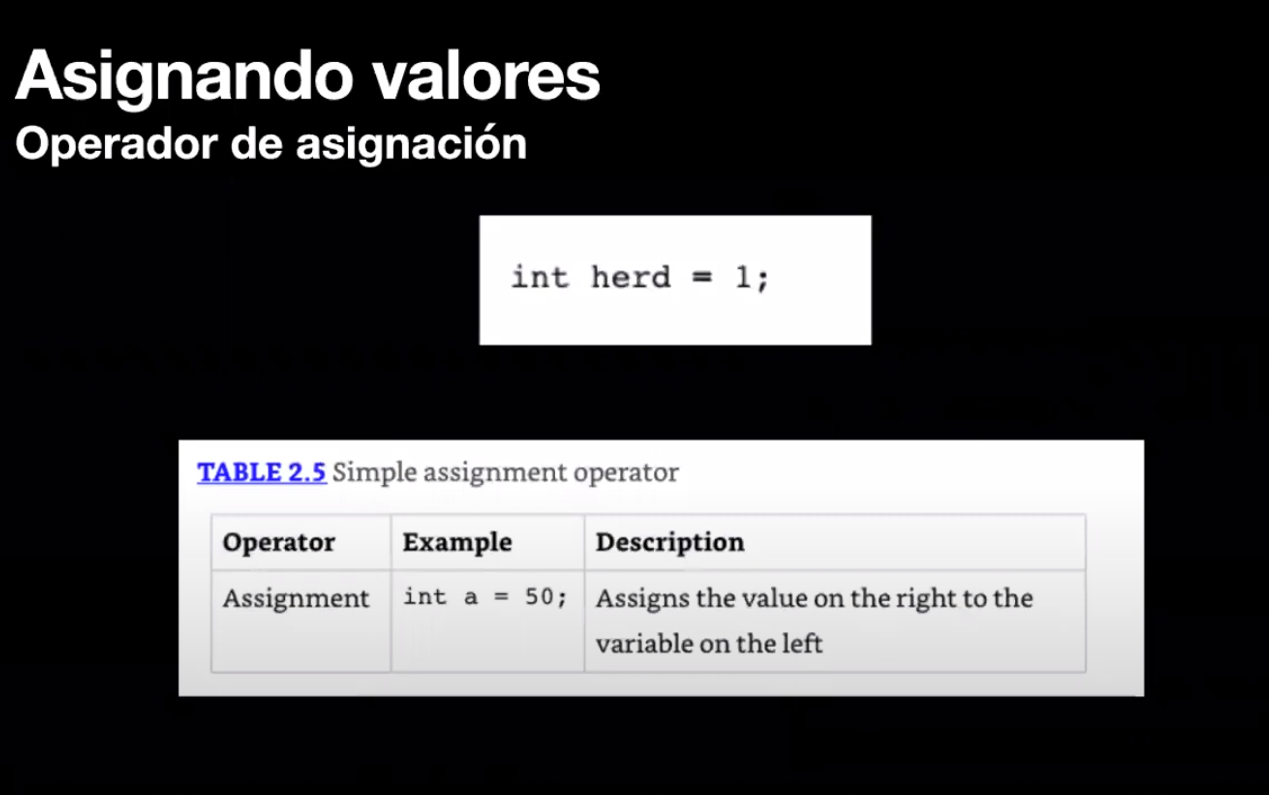 Asignando valores
Operador de asignación
int herd = 1;
TABLE 2.5 Simple assignment operator
Operator Example Description
Assignment int a = 50; Assigns the value on the right to the
variable on the left